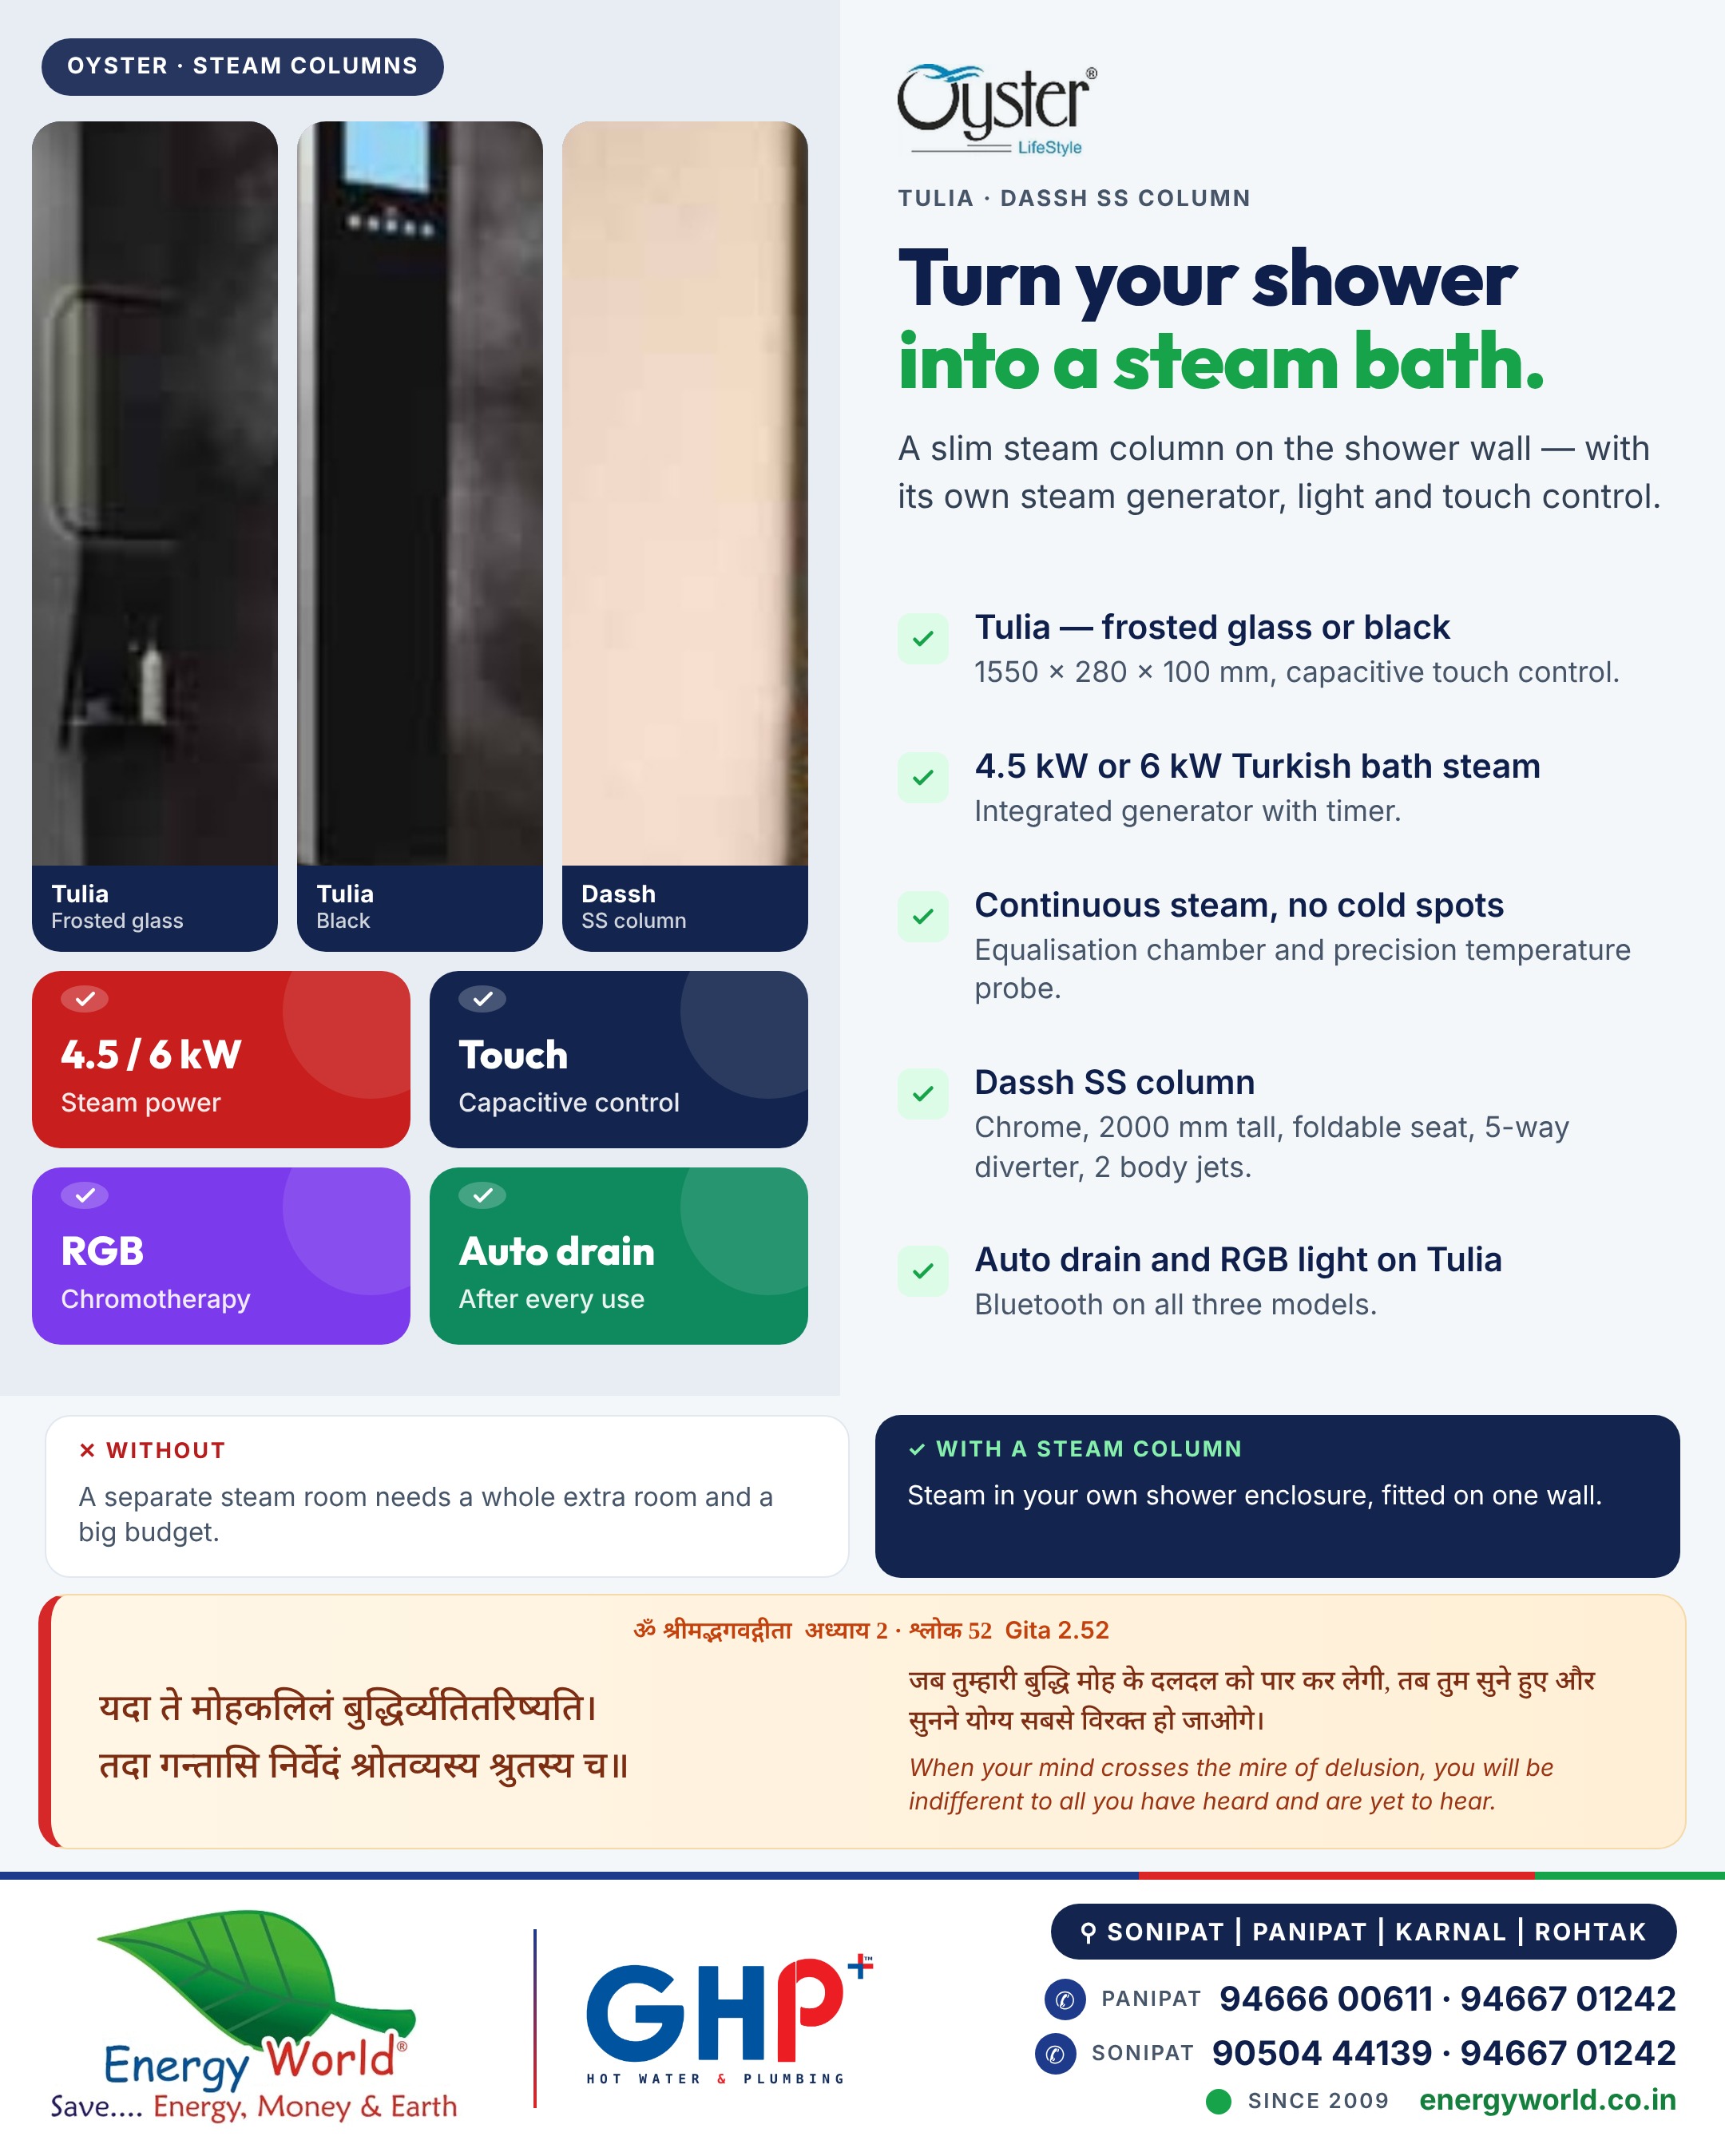 OYSTER · STEAM COLUMNS
Tulia
Frosted glass
Tulia
Black
Dassh
SS column
4.5 / 6 kW
Steam power
Touch
Capacitive control
RGB
Chromotherapy
Auto drain
After every use
Oyster®
LifeStyle
TULIA · DASSH SS COLUMN
Turn your shower
into a steam bath.
A slim steam column on the shower wall — with
its own steam generator, light and touch control.
Tulia — frosted glass or black
1550 × 280 × 100 mm, capacitive touch control.
4.5 kW or 6 kW Turkish bath steam
Integrated generator with timer.
Continuous steam, no cold spots
Equalisation chamber and precision temperature
probe.
Dassh SS column
Chrome, 2000 mm tall, foldable seat, 5-way
diverter, 2 body jets.
Auto drain and RGB light on Tulia
Bluetooth on all three models.
✕ WITHOUT
A separate steam room needs a whole extra room and a
big budget.
✓ WITH A STEAM COLUMN
Steam in your own shower enclosure, fitted on one wall.
ॐ श्रीमद्भगवद्गीता अध्याय 2 · श्लोक 52 Gita 2.52
यदा ते मोहकलिलं बुद्धिर्व्यतितरिष्यति।
तदा गन्तासि निर्वेदं श्रोतव्यस्य श्रुतस्य च॥
जब तुम्हारी बुद्धि मोह के दलदल को पार कर लेगी, तब तुम सुने हुए और
सुनने योग्य सबसे विरक्त हो जाओगे।
When your mind crosses the mire of delusion, you will be
indifferent to all you have heard and are yet to hear.
Energy World®
Save.... Energy, Money & Earth
GHP+™
HOT WATER & PLUMBING
SONIPAT | PANIPAT | KARNAL | ROHTAK
PANIPAT 94666 00611 · 94667 01242
SONIPAT 90504 44139 · 94667 01242
SINCE 2009 energyworld.co.in